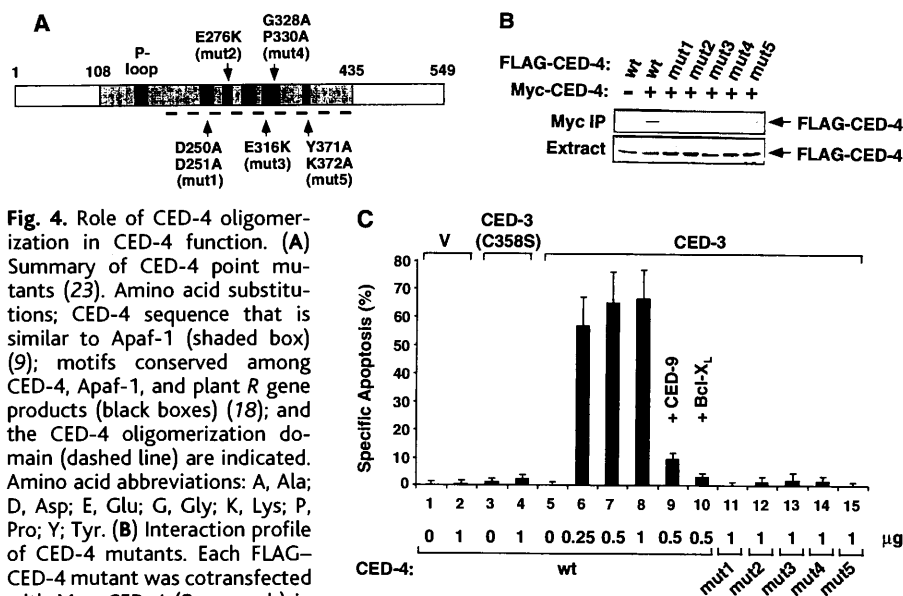 A
G328A
E276K P330A
P-loop (mut2) (mut4)
1 108 435 549
D250A E316K Y371A
D251A (mut3) K372A
(mut1) (mut5)
B
FLAG-CED-4: wt wt mut1 mut2 mut3 mut4 mut5
Myc-CED-4: - + + + + + +
Myc IP FLAG-CED-4
Extract FLAG-CED-4
Fig. 4. Role of CED-4 oligomer-
ization in CED-4 function. (A)
Summary of CED-4 point mu-
tants (23). Amino acid substitu-
tions; CED-4 sequence that is
similar to Apaf-1 (shaded box)
(9); motifs conserved among
CED-4, Apaf-1, and plant R gene
products (black boxes) (18); and
the CED-4 oligomerization do-
main (dashed line) are indicated.
Amino acid abbreviations: A, Ala;
D, Asp; E, Glu; G, Gly; K, Lys; P,
Pro; Y; Tyr. (B) Interaction profile
of CED-4 mutants. Each FLAG–
CED-4 mutant was cotransfected
C
CED-3
V (C358S) CED-3
Specific Apoptosis (%)
80
70
60
50
40
30
20
10
0
+ CED-9
+ Bcl-XL
1 2 3 4 5 6 7 8 9 10 11 12 13 14 15
0 1 0 1 0 0.25 0.5 1 0.5 0.5 1 1 1 1 1 μg
CED-4: wt mut1 mut2 mut3 mut4 mut5